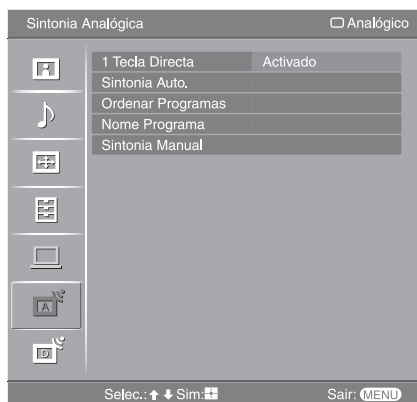 Sintonia Analógica Analógico
1 Tecla Directa Activado
Sintonia Auto.
Ordenar Programas
Nome Programa
Sintonia Manual
A
D
Selec.: Sim: Sair: MENU